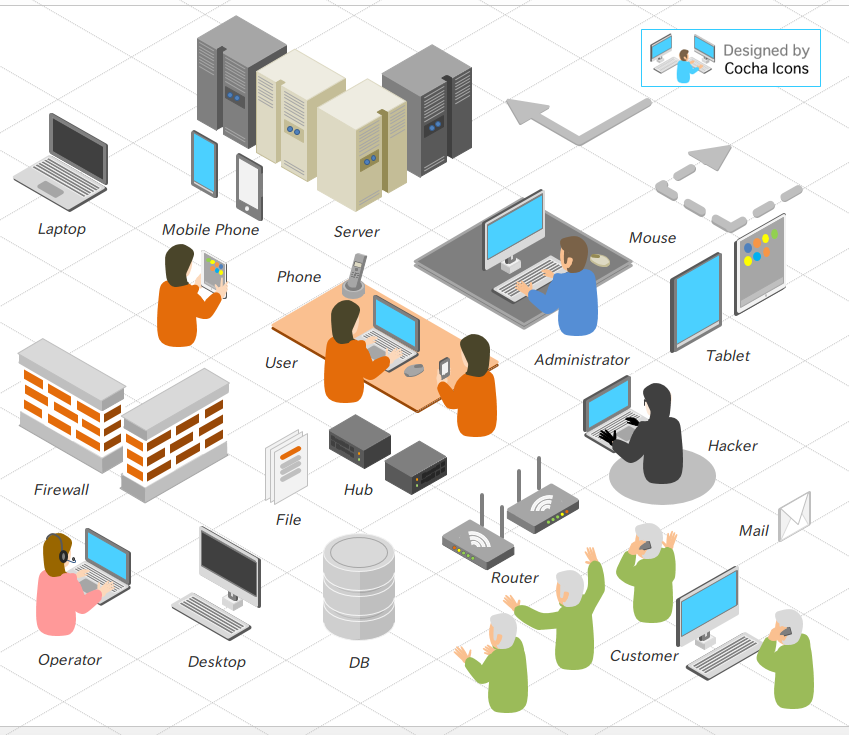 Designed by
Cocha Icons
Laptop
Mobile Phone
Server
Mouse
Phone
User
Administrator
Tablet
Hacker
Firewall
File
Hub
Mail
Router
Operator
Desktop
DB
Customer